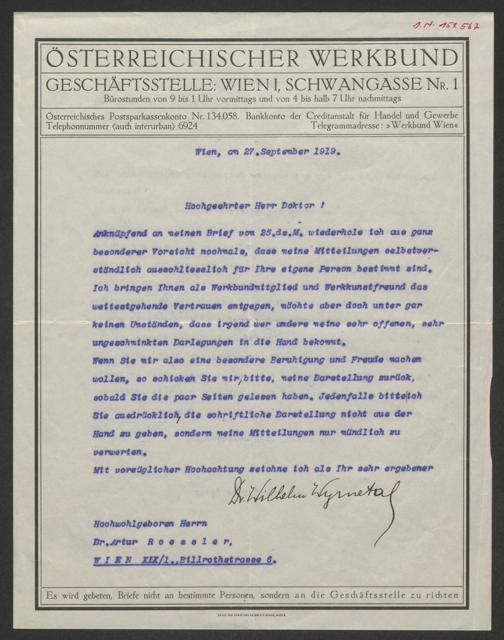 J.N. 158.567
ÖSTERREICHISCHER WERKBUND
GESCHÄFTSSTELLE: WIEN I, SCHWANGASSE NR. 1
Bürostunden von 9 bis 1 Uhr vormittags und von 4 bis halb 7 Uhr nachmittags
Österreichisches Postsparkassenkonto Nr. 134.058. Bankkonto der Creditanstalt für Handel und Gewerbe
Telephonnummer (auch interurban) 6924 Telegrammadresse: »Werkbund Wien«
Wien, am 27.September 1919.
Hochgeehrter Herr Doktor !
Anknüpfend an meinen Brief vom 25.ds.M. wiederhole ich aus ganz
besonderer Vorsicht nochmals, dass meine Mitteilungen selbstver-
ständlich ausschliesslich für Ihre eigene Person bestimmt sind.
Ich bringen Ihnen als Werkbundmitglied und Werkkunstfreund das
weitestgehende Vertrauen entgegen, möchte aber doch unter gar
keinen Umständen, dass irgend wer anders meine sehr offenen, sehr
ungeschminkten Darlegungen in die Hand bekommt.
Wenn Sie mir also eine besondere Beruhigung und Freude machen
wollen, so schicken Sie mir, bitte, meine Darstellung zurück,
sobald Sie die paar Seiten gelesen haben. Jedenfalls bitte ich
Sie ausdrücklich, die schriftliche Darstellung nicht aus der
Hand zu geben, sondern meine Mitteilungen nur mündlich zu
verwerten.
Mit vorzüglicher Hochachtung zeichne ich als Ihr sehr ergebener
Dr. Wilhelm Wymetal
Hochwohlgeboren Herrn
Dr. Artur R o e s s l e r,
W I E N XIX/1., Billrothstrasse 6.
Es wird gebeten, Briefe nicht an bestimmte Personen, sondern an die Geschäftsstelle zu richten